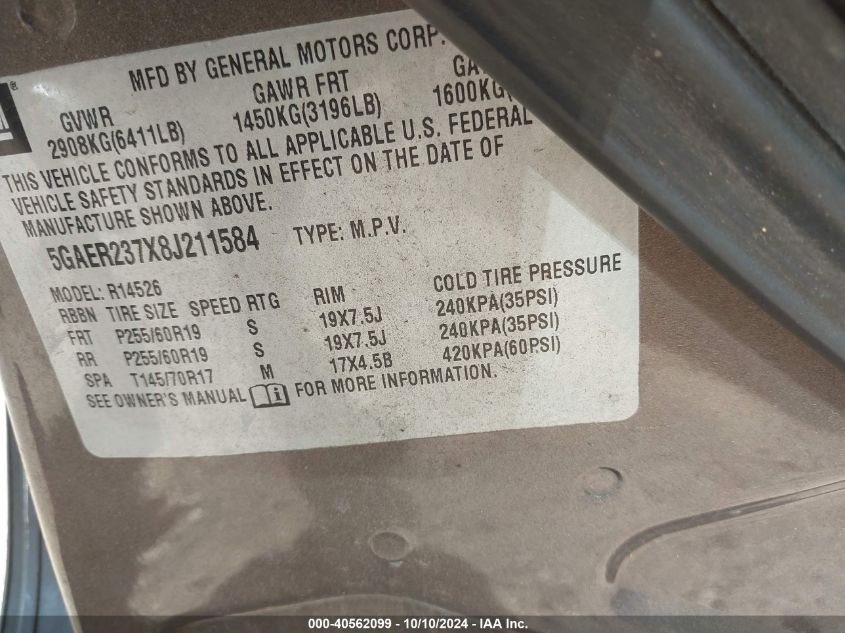 MFD BY GENERAL MOTORS CORP.
GVWR GAWR FRT
2908KG(6411LB) 1450KG(3196LB) 1600KG
THIS VEHICLE CONFORMS TO ALL APPLICABLE U.S. FEDERAL
VEHICLE SAFETY STANDARDS IN EFFECT ON THE DATE OF
MANUFACTURE SHOWN ABOVE.
5GAER237X8J211584 TYPE: M.P.V.
MODEL: R14526
RBBN TIRE SIZE SPEED RTG RIM COLD TIRE PRESSURE
FRT P255/60R19 S 19X7.5J 240KPA(35PSI)
RR P255/60R19 S 19X7.5J 240KPA(35PSI)
SPA T145/70R17 M 17X4.5B 420KPA(60PSI)
SEE OWNER'S MANUAL FOR MORE INFORMATION.
000-40562099 - 10/10/2024 - IAA Inc.